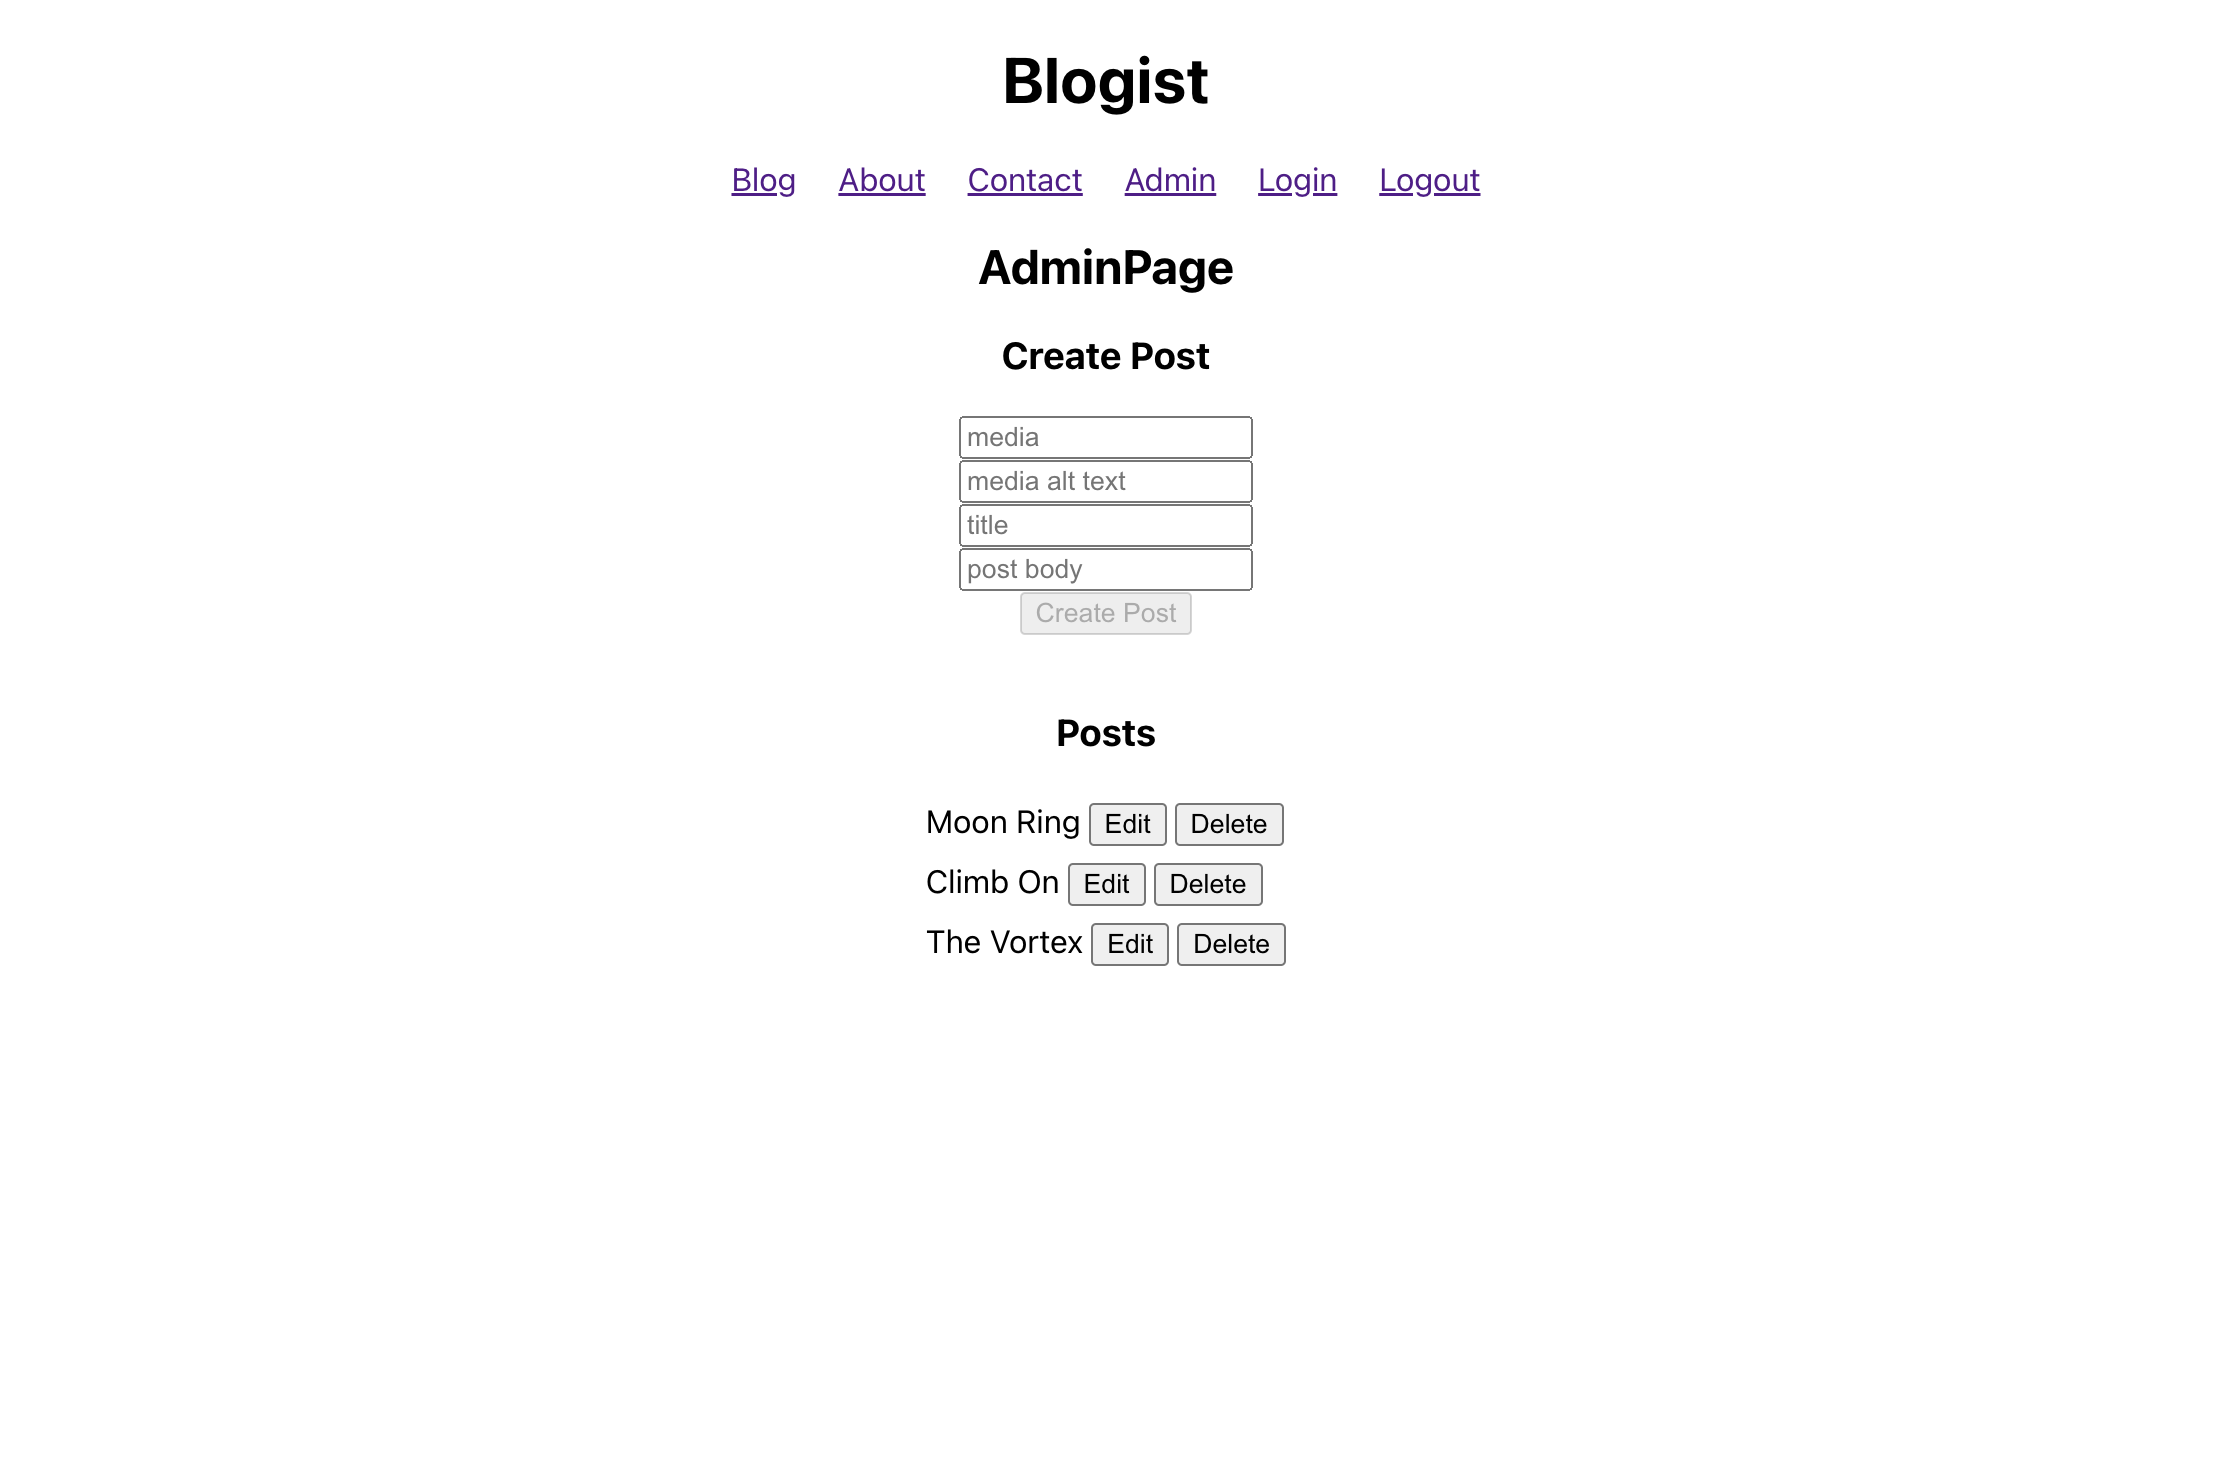 Blogist
Blog About Contact Admin Login Logout
AdminPage
Create Post
media
media alt text
title
post body
Create Post
Posts
Moon Ring Edit Delete
Climb On Edit Delete
The Vortex Edit Delete